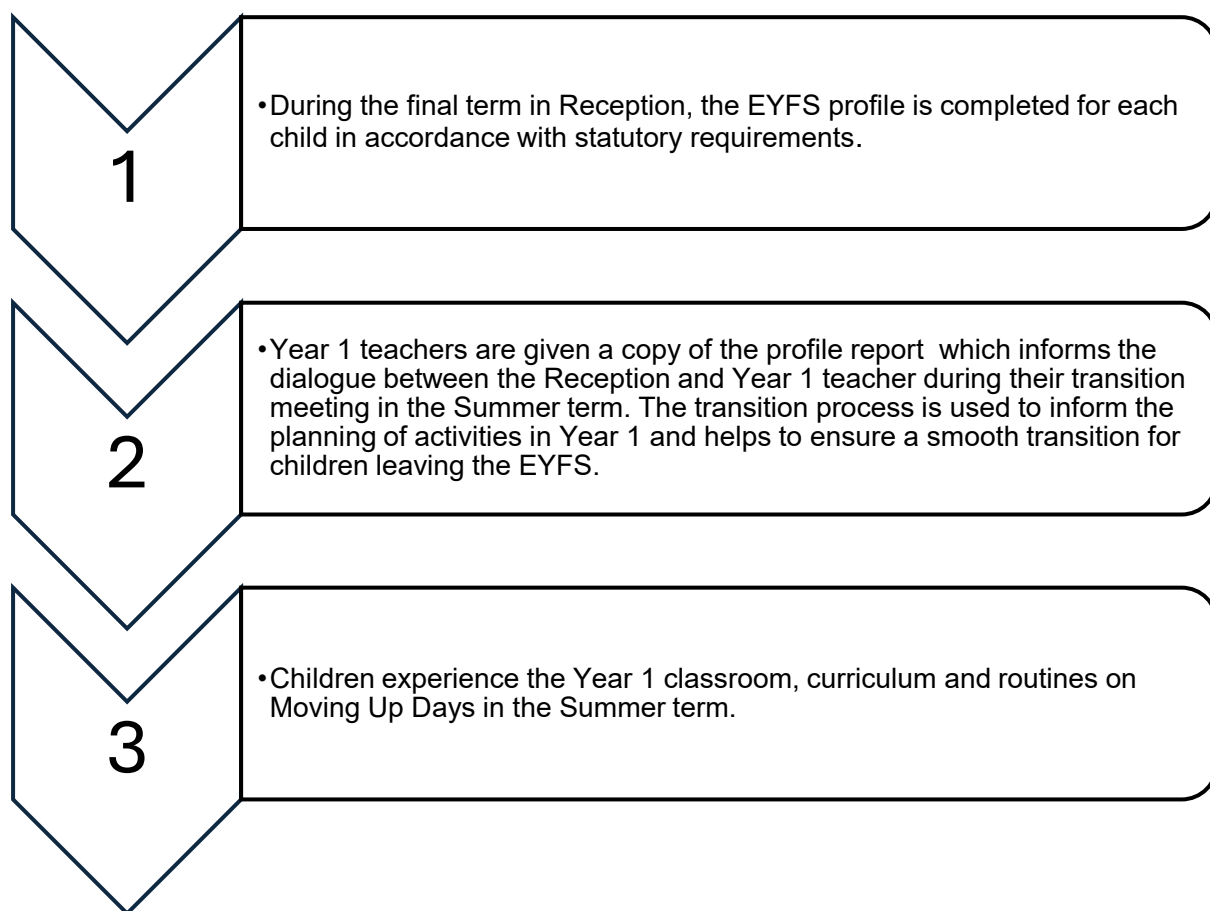 1
•During the final term in Reception, the EYFS profile is completed for each
child in accordance with statutory requirements.
2
•Year 1 teachers are given a copy of the profile report  which informs the
dialogue between the Reception and Year 1 teacher during their transition
meeting in the Summer term. The transition process is used to inform the
planning of activities in Year 1 and helps to ensure a smooth transition for
children leaving the EYFS.
3
•Children experience the Year 1 classroom, curriculum and routines on
Moving Up Days in the Summer term.